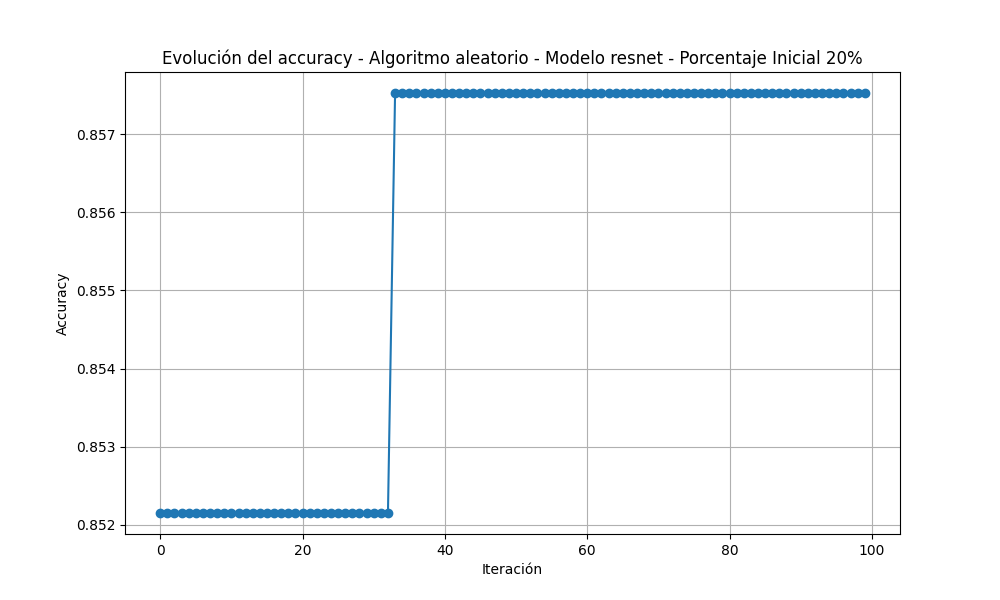 Evolución del accuracy - Algoritmo aleatorio - Modelo resnet - Porcentaje Inicial 20%
0.857
0.856
0.855
0.854
0.853
0.852
Accuracy
0 20 40 60 80 100
Iteración